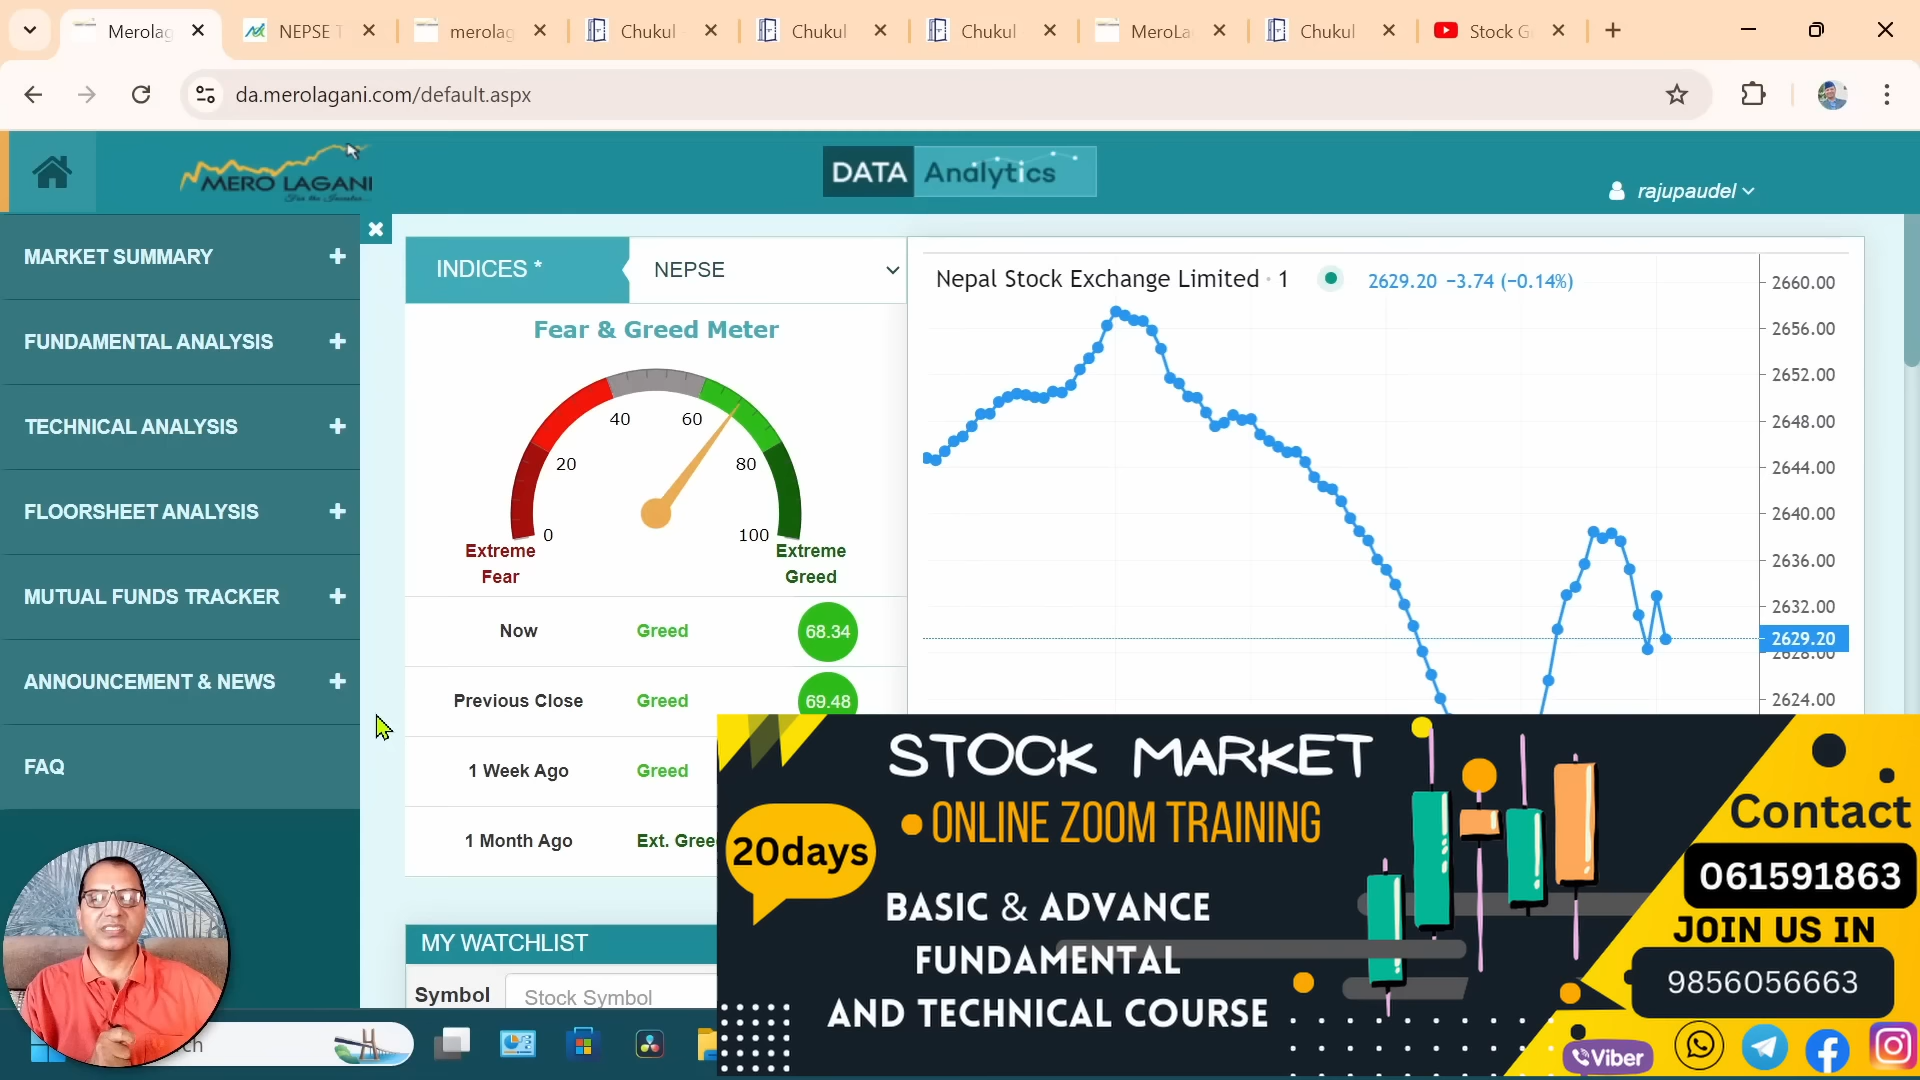 Merolag
NEPSE T
merolag
Chukul
Chukul
Chukul
MeroLa
Chukul
Stock G
da.merolagani.com/default.aspx
MERO LAGANI
For the Investor...
DATA Analytics
rajupaudel
MARKET SUMMARY
FUNDAMENTAL ANALYSIS
TECHNICAL ANALYSIS
FLOORSHEET ANALYSIS
MUTUAL FUNDS TRACKER
ANNOUNCEMENT & NEWS
FAQ
INDICES *
NEPSE
Fear & Greed Meter
0
20
40
60
80
100
Extreme
Fear
Extreme
Greed
Now Greed 68.34
Previous Close Greed 69.48
1 Week Ago Greed
1 Month Ago Ext. Gree
MY WATCHLIST
Symbol Stock Symbol
Nepal Stock Exchange Limited · 1
2629.20 −3.74 (−0.14%)
2660.00
2656.00
2652.00
2648.00
2644.00
2640.00
2636.00
2632.00
2629.20
2628.00
2624.00
STOCK MARKET
• ONLINE ZOOM TRAINING
20days
BASIC & ADVANCE
FUNDAMENTAL
AND TECHNICAL COURSE
Contact
061591863
JOIN US IN
9856056663
Viber